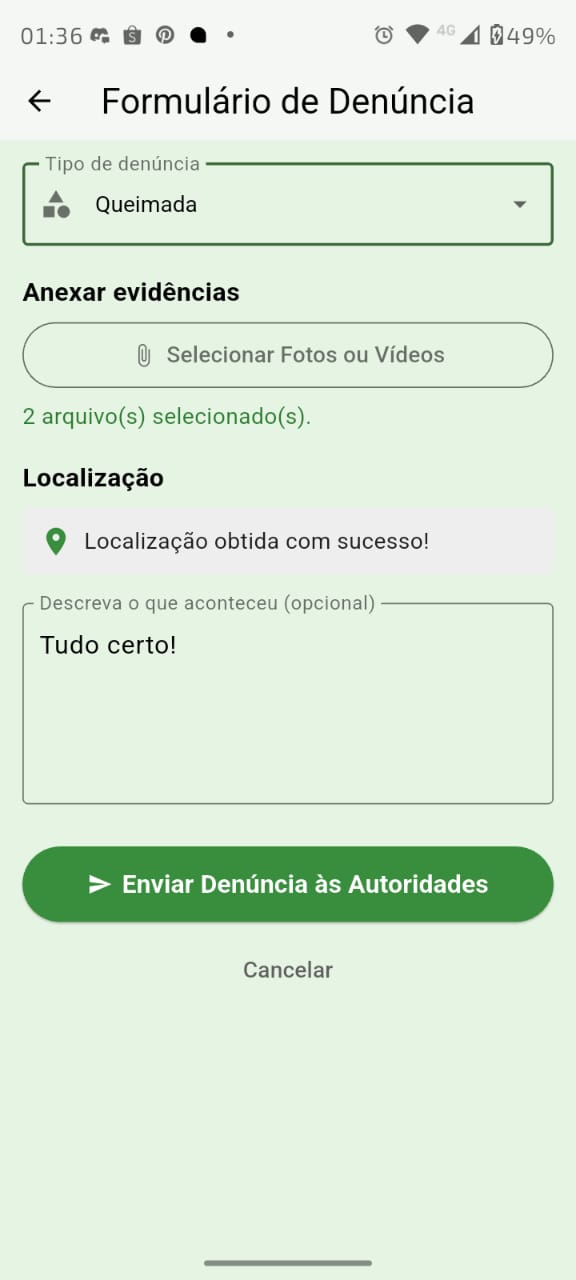 01:36 4G 49%
Formulário de Denúncia
Tipo de denúncia
Queimada
Anexar evidências
Selecionar Fotos ou Vídeos
2 arquivo(s) selecionado(s).
Localização
Localização obtida com sucesso!
Descreva o que aconteceu (opcional)
Tudo certo!
Enviar Denúncia às Autoridades
Cancelar